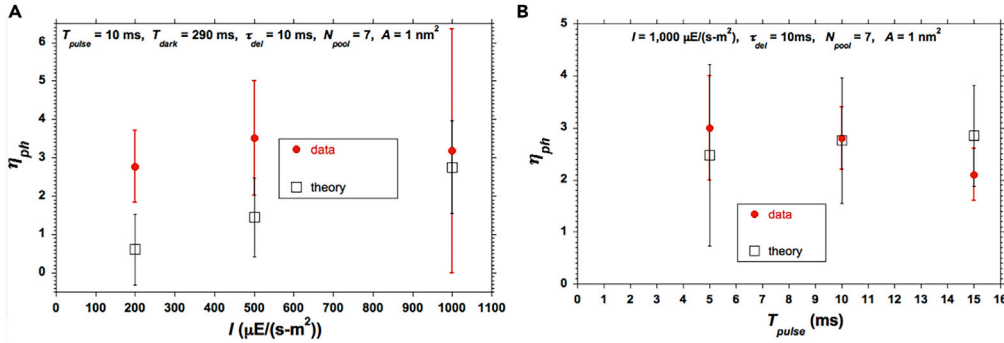 A
T_pulse = 10 ms, T_dark = 290 ms, τ_del = 10 ms, N_pool = 7, A = 1 nm²
6
5
4
3
2
1
0
η_ph
data
theory
0 100 200 300 400 500 600 700 800 900 1000 1100
I (μE/(s-m²))
B
I = 1,000 μE/(s-m²), τ_del = 10ms, N_pool = 7, A = 1 nm²
5
4
3
2
1
0
η_ph
data
theory
0 1 2 3 4 5 6 7 8 9 10 11 12 13 14 15 16
T_pulse (ms)